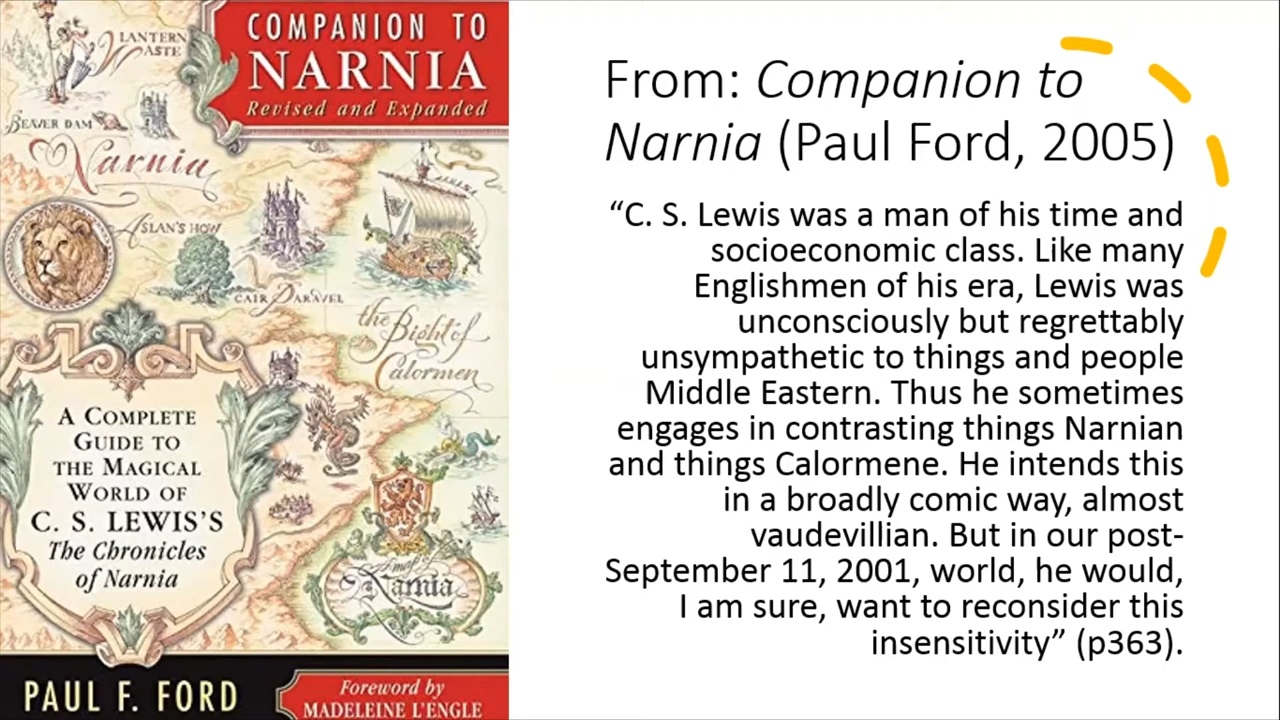 COMPANION TO
NARNIA
Revised and Expanded
LANTERN
WASTE
BEAVER DAM
Narnia
ASLAN'S HOW
CAIR PARAVEL
the Bight of
Calormen
A COMPLETE
GUIDE TO
THE MAGICAL
WORLD OF
C. S. LEWIS'S
The Chronicles
of Narnia
a map of
Narnia
PAUL F. FORD
Foreword by
MADELEINE L'ENGLE
From: Companion to
Narnia (Paul Ford, 2005)
“C. S. Lewis was a man of his time and
socioeconomic class. Like many
Englishmen of his era, Lewis was
unconsciously but regrettably
unsympathetic to things and people
Middle Eastern. Thus he sometimes
engages in contrasting things Narnian
and things Calormene. He intends this
in a broadly comic way, almost
vaudevillian. But in our post-
September 11, 2001, world, he would,
I am sure, want to reconsider this
insensitivity” (p363).